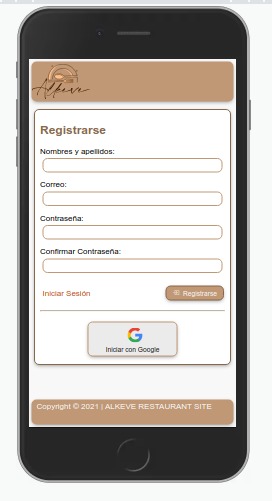 Alkeve
Registrarse
Nombres y apellidos:
Correo:
Contraseña:
Confirmar Contraseña:
Iniciar Sesión
Registrarse
Iniciar con Google
Copyright © 2021 | ALKEVE RESTAURANT SITE